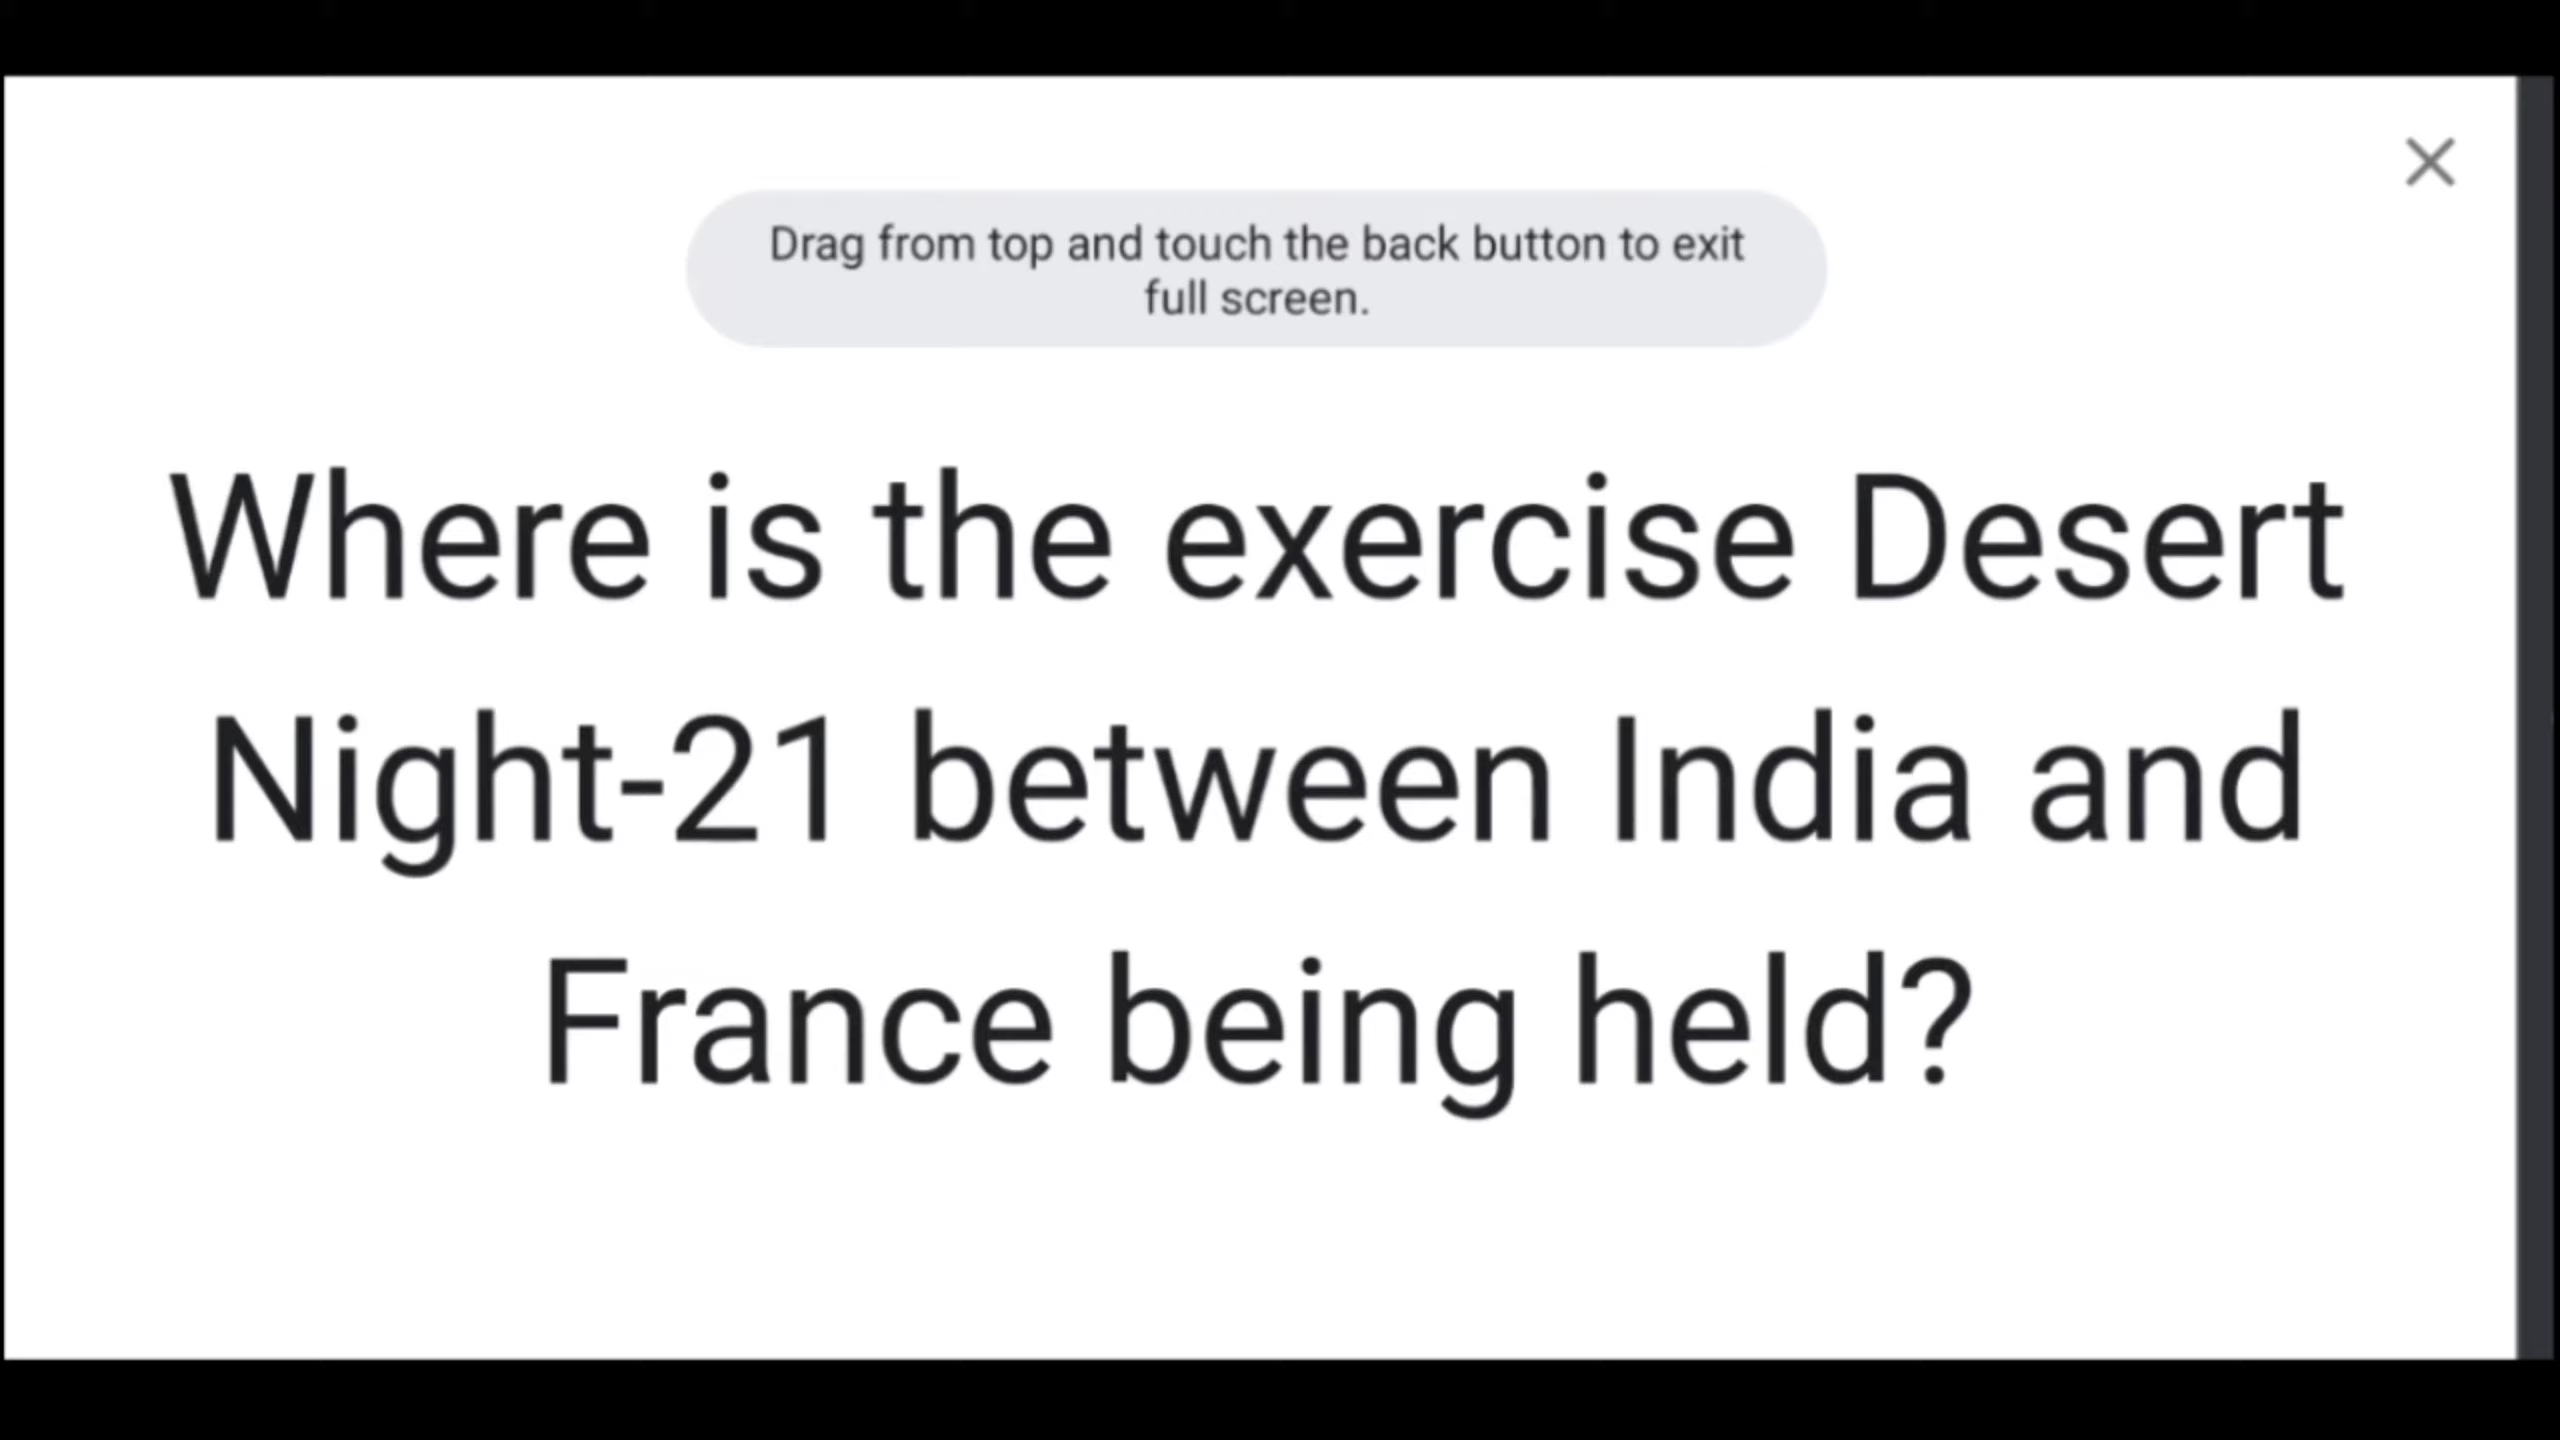 Drag from top and touch the back button to exit
full screen.
Where is the exercise Desert
Night-21 between India and
France being held?